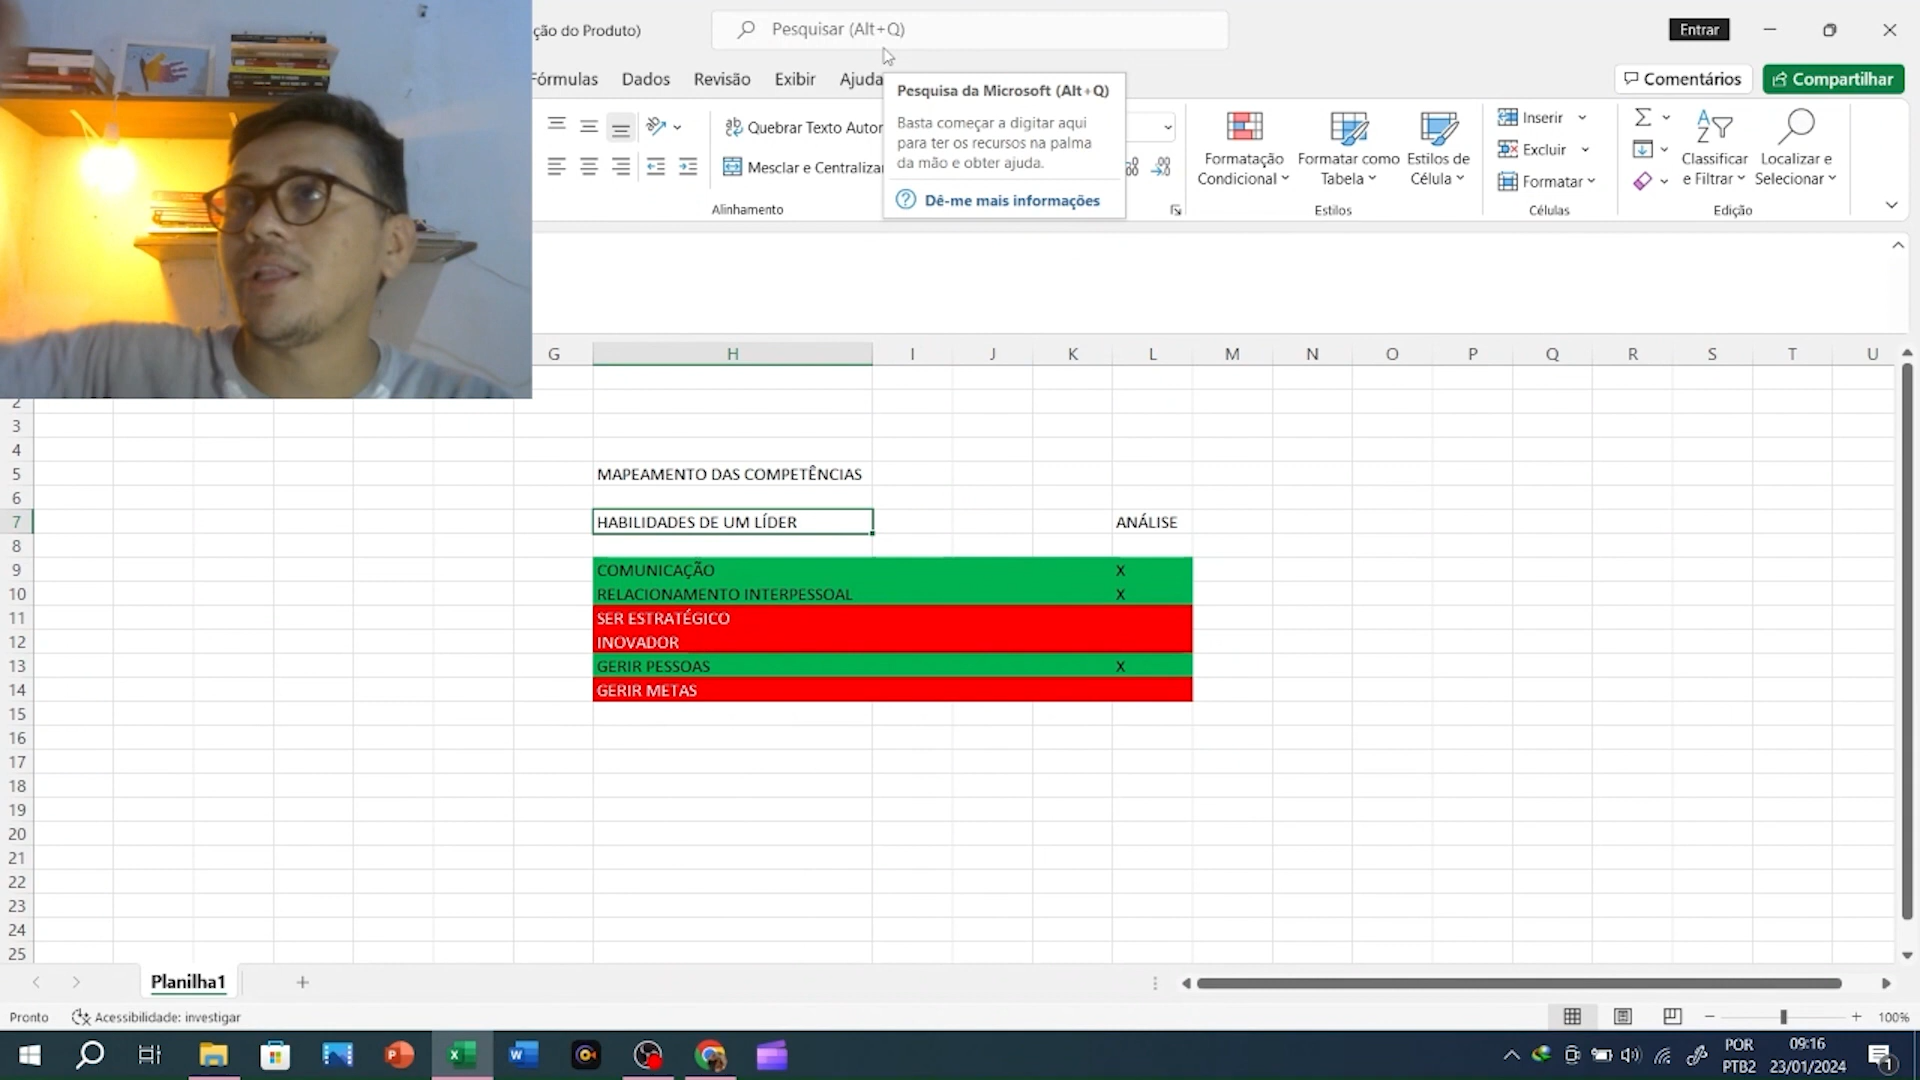 ção do Produto)
Pesquisar (Alt+Q)
Entrar
Fórmulas
Dados
Revisão
Exibir
Ajuda
Comentários
Compartilhar
Pesquisa da Microsoft (Alt+Q)
Basta começar a digitar aqui
para ter os recursos na palma
da mão e obter ajuda.
Dê-me mais informações
Quebrar Texto Autor
Mesclar e Centraliza
Alinhamento
Formatação
Condicional
Formatar como
Tabela
Estilos de
Célula
Estilos
Inserir
Excluir
Formatar
Células
Classificar
e Filtrar
Localizar e
Selecionar
Edição
G H I J K L M N O P Q R S T U
2
3
4
5 MAPEAMENTO DAS COMPETÊNCIAS
6
7 HABILIDADES DE UM LÍDER ANÁLISE
8
9 COMUNICAÇÃO X
10 RELACIONAMENTO INTERPESSOAL X
11 SER ESTRATÉGICO
12 INOVADOR
13 GERIR PESSOAS X
14 GERIR METAS
15
16
17
18
19
20
21
22
23
24
25
Planilha1
Pronto
Acessibilidade: investigar
100%
POR
PTB2
09:16
23/01/2024
1